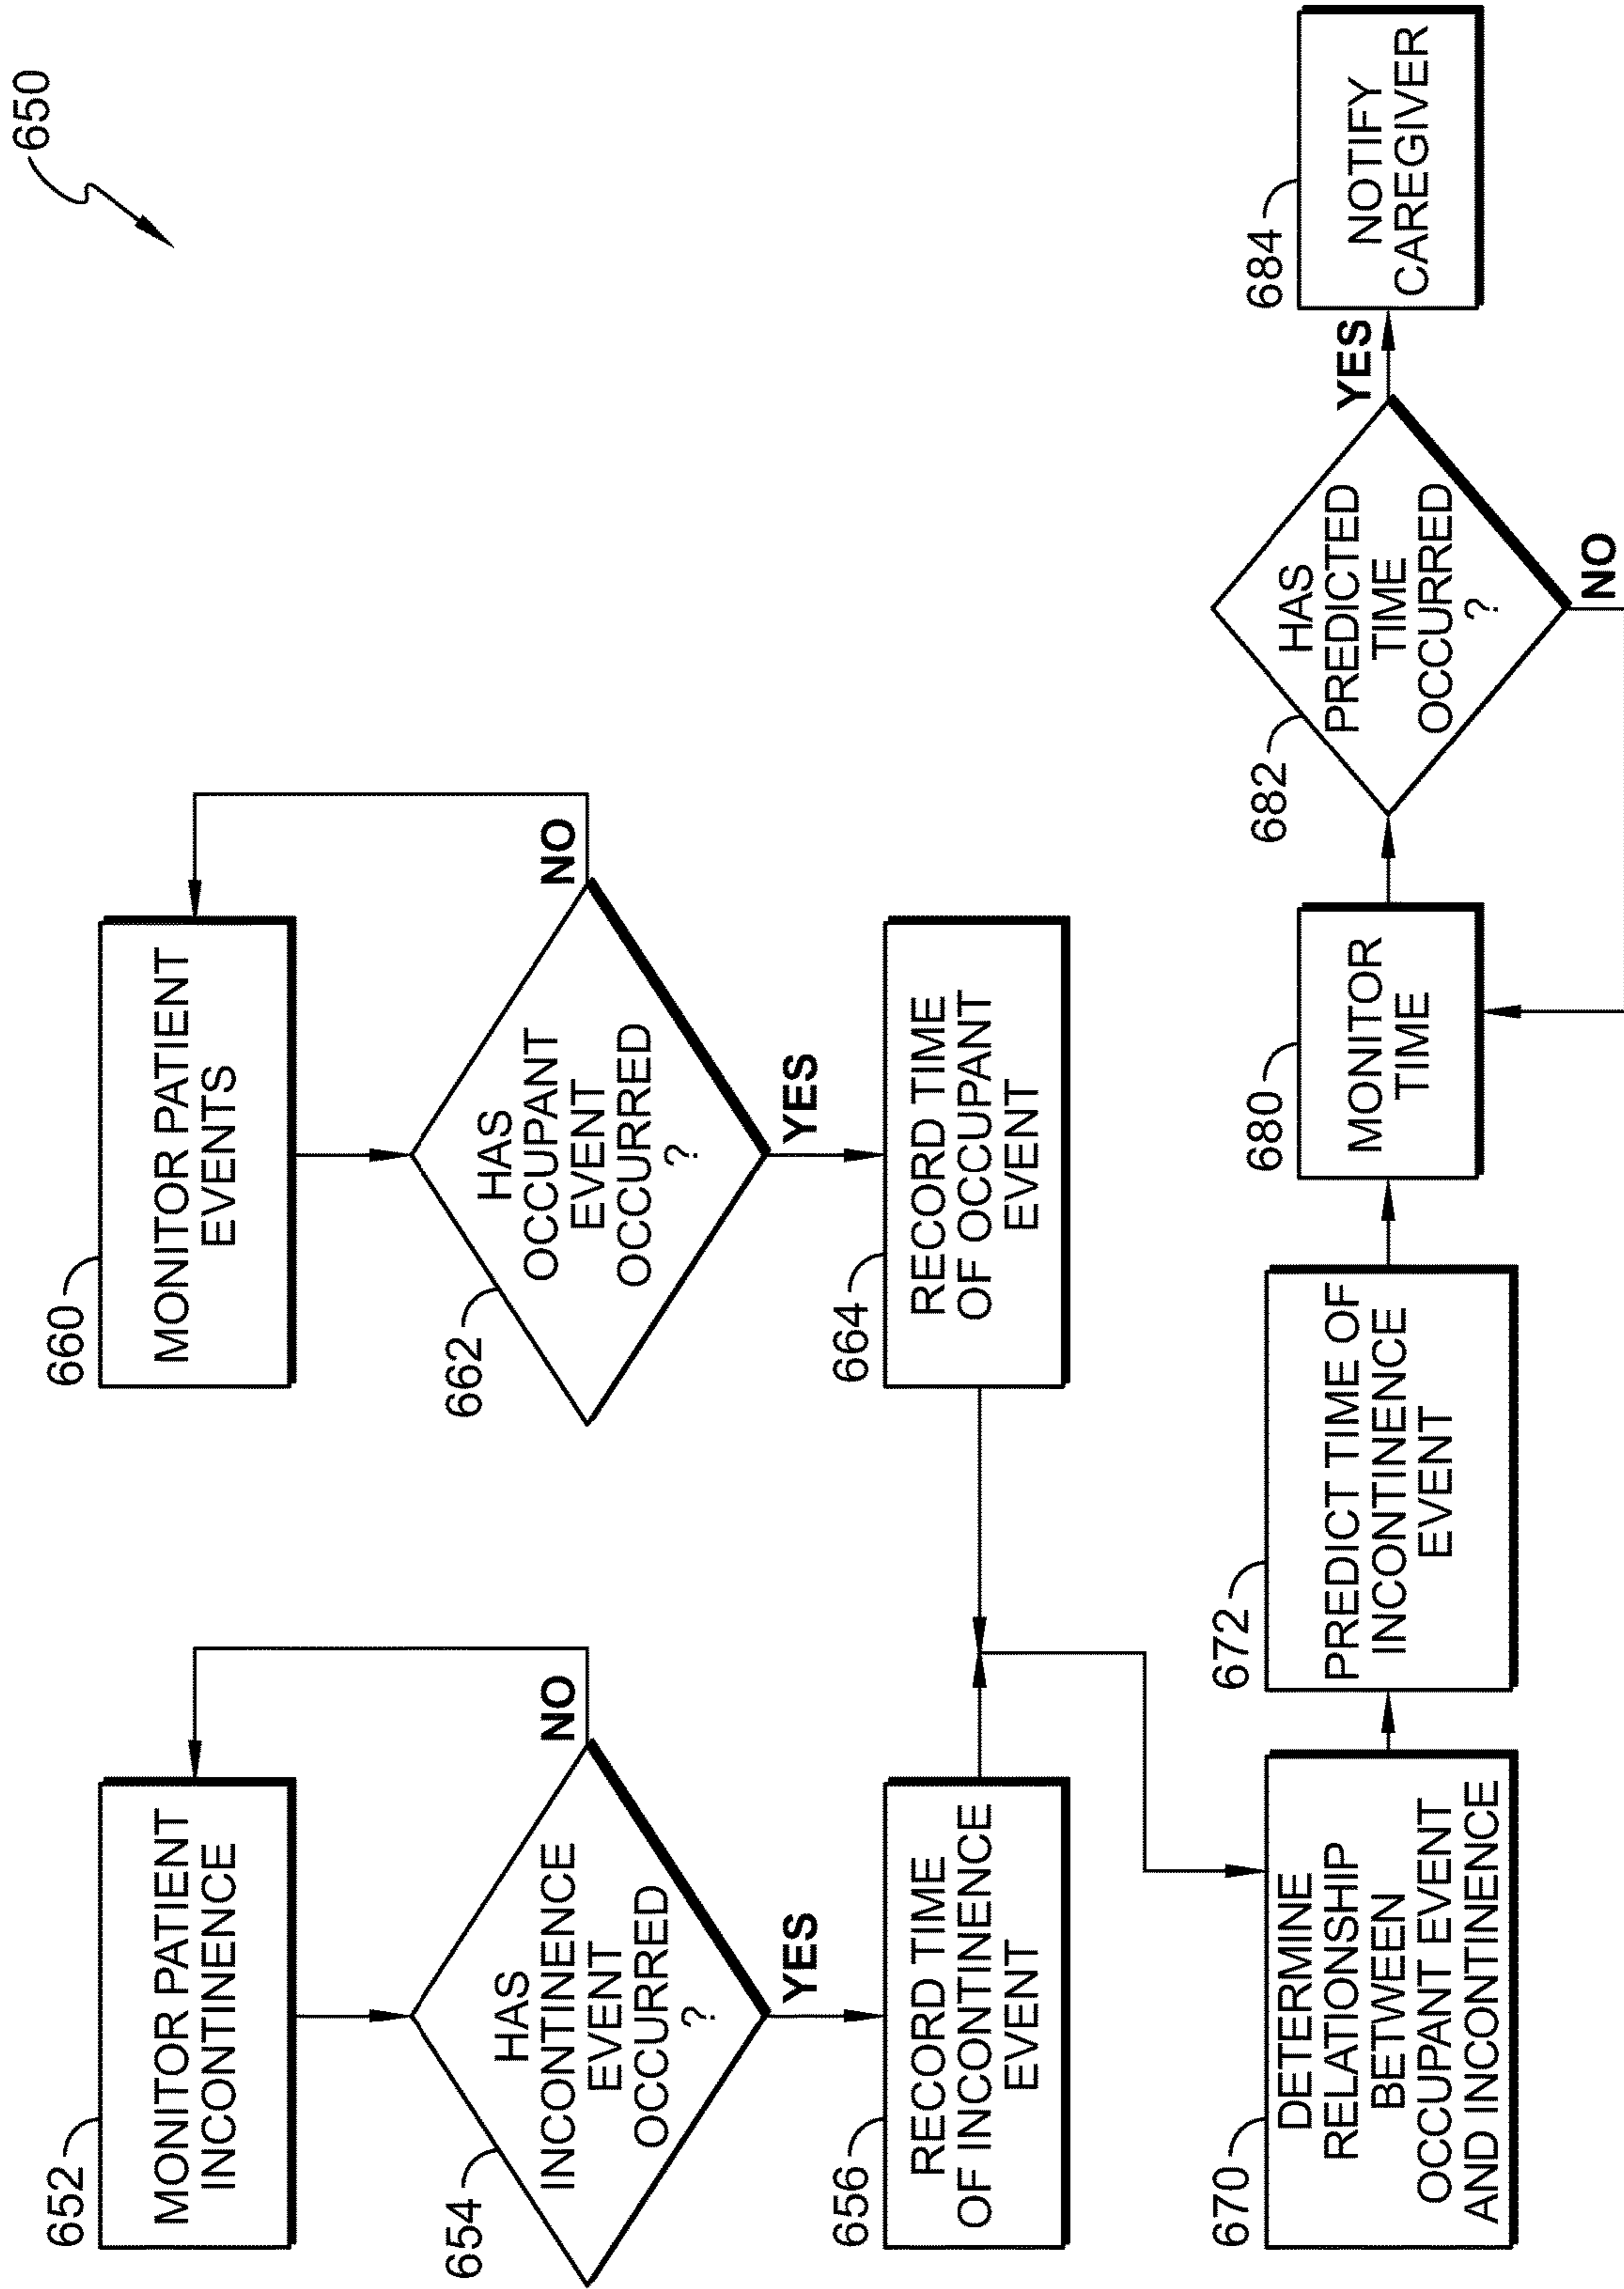 650
652
MONITOR PATIENT
INCONTINENCE
654
HAS
INCONTINENCE
EVENT
OCCURRED
?
NO
YES
656
RECORD TIME
OF INCONTINENCE
EVENT
660
MONITOR PATIENT
EVENTS
662
HAS
OCCUPANT
EVENT
OCCURRED
?
NO
YES
664
RECORD TIME
OF OCCUPANT
EVENT
670
DETERMINE
RELATIONSHIP
BETWEEN
OCCUPANT EVENT
AND INCONTINENCE
672
PREDICT TIME OF
INCONTINENCE
EVENT
680
MONITOR
TIME
682
HAS
PREDICTED
TIME
OCCURRED
?
YES
NO
684
NOTIFY
CAREGIVER